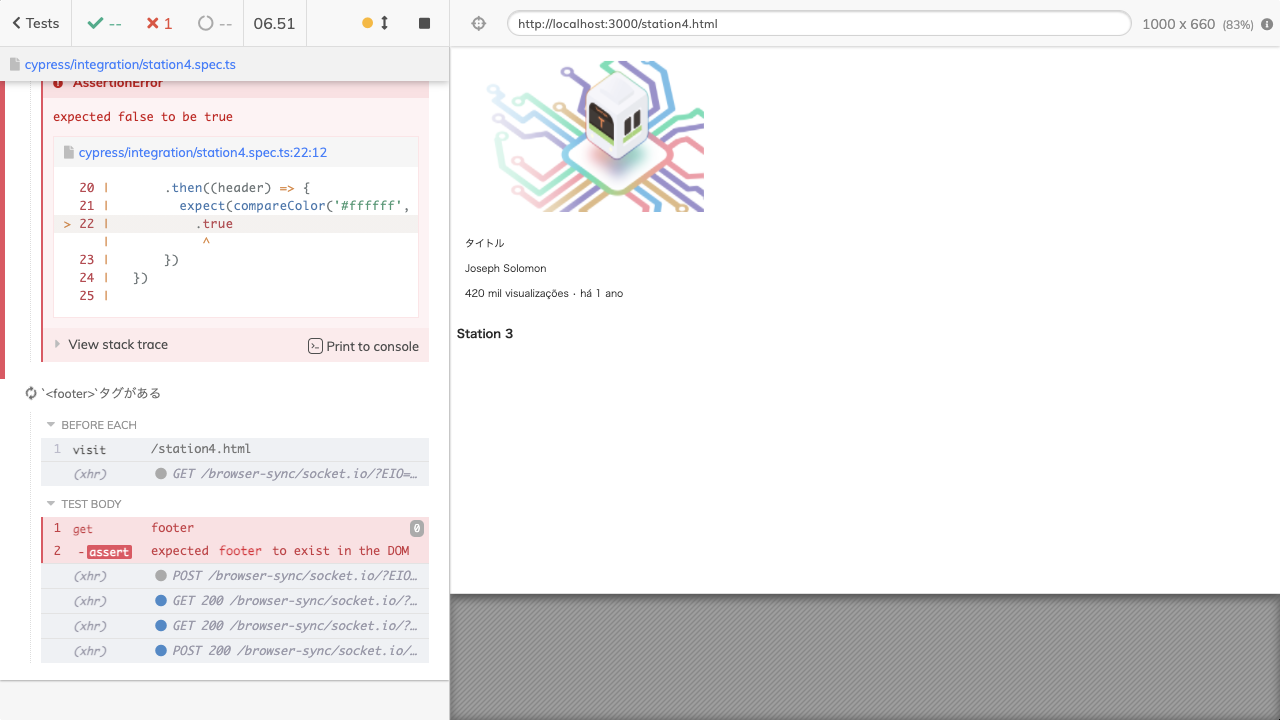 Tests
--
1
--
06.51
http://localhost:3000/station4.html
1000 x 660 (83%)
cypress/integration/station4.spec.ts
AssertionError
expected false to be true
cypress/integration/station4.spec.ts:22:12
20 | .then((header) => {
21 | expect(compareColor('#ffffff',
> 22 | .true
| ^
23 | })
24 | })
25 |
View stack trace
Print to console
`<footer>`タグがある
BEFORE EACH
1 visit /station4.html
(xhr) GET /browser-sync/socket.io/?EIO=…
TEST BODY
1 get footer 0
2 -assert expected footer to exist in the DOM
(xhr) POST /browser-sync/socket.io/?EIO…
(xhr) GET 200 /browser-sync/socket.io/?…
(xhr) GET 200 /browser-sync/socket.io/?…
(xhr) POST 200 /browser-sync/socket.io/…
T
タイトル
Joseph Solomon
420 mil visualizações · há 1 ano
Station 3